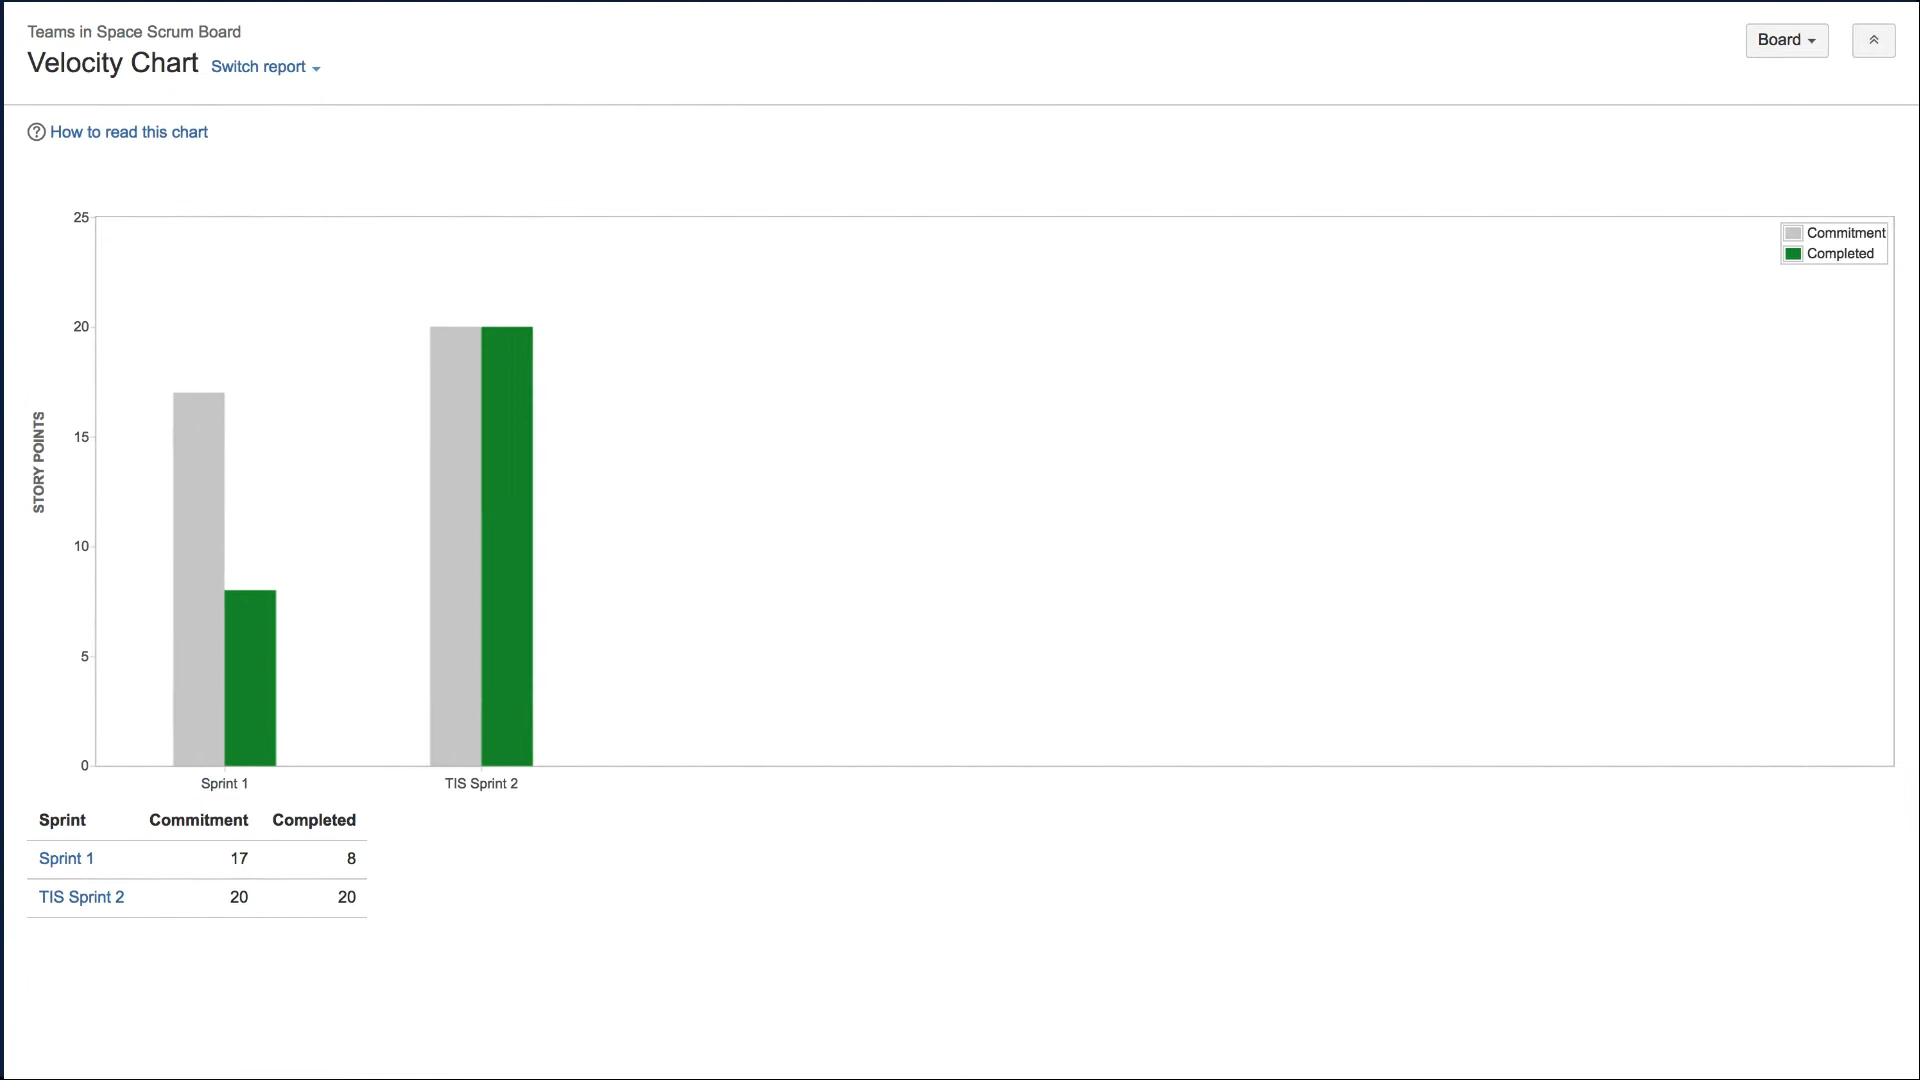 Teams in Space Scrum Board
Velocity Chart Switch report
Board
How to read this chart
25
20
15
10
5
0
STORY POINTS
Commitment
Completed
Sprint 1
TIS Sprint 2
Sprint Commitment Completed
Sprint 1 17 8
TIS Sprint 2 20 20